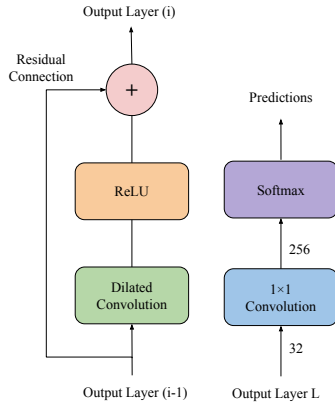 Output Layer (i)
Residual
Connection
+
ReLU
Dilated
Convolution
Output Layer (i-1)
Predictions
Softmax
256
1×1
Convolution
32
Output Layer L